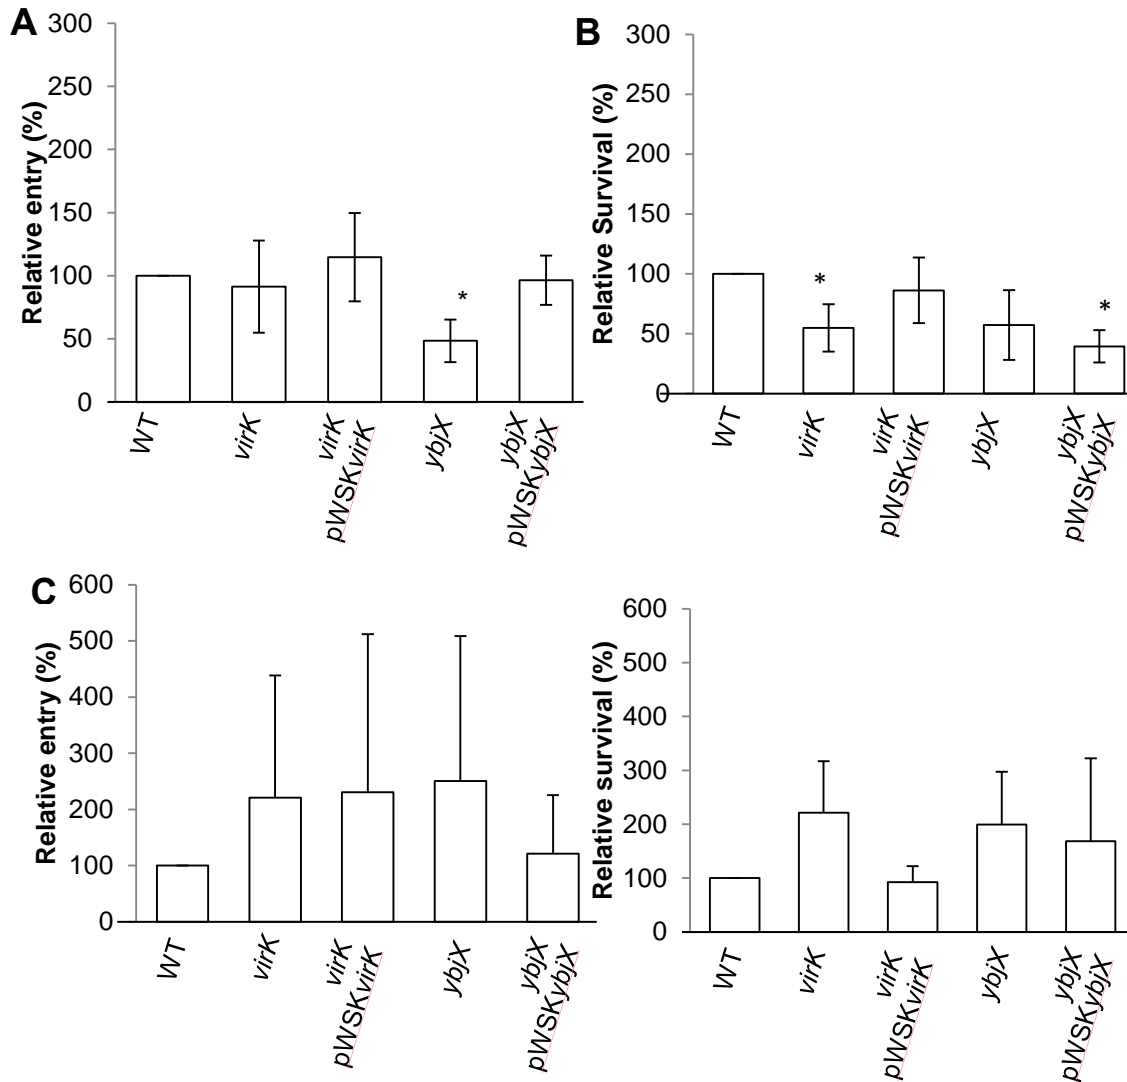 A
300
250
200
150
100
50
0
Relative entry (%)
*
WT
virK
virK
pWSKvirK
ybjX
ybjX
pWSKybjX
B
300
250
200
150
100
50
0
Relative Survival (%)
*
*
WT
virK
virK
pWSKvirK
ybjX
ybjX
pWSKybjX
C
600
500
400
300
200
100
0
Relative entry (%)
WT
virK
virK
pWSKvirK
ybjX
ybjX
pWSKybjX
600
500
400
300
200
100
0
Relative survival (%)
WT
virK
virK
pWSKvirK
ybjX
ybjX
pWSKybjX